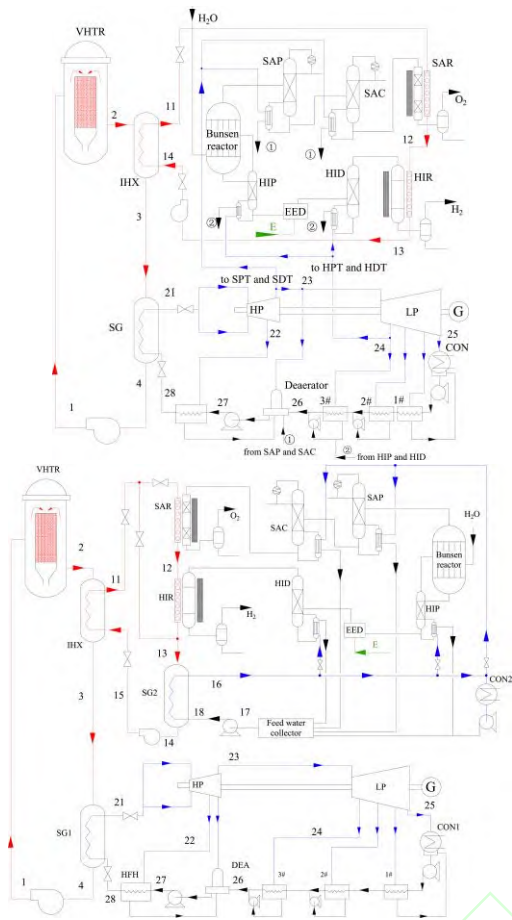 H₂O
VHTR
SAP
SAC
SAR
2
11
O₂
Bunsen
reactor
①
①
12
14
IHX
HIP
HID
HIR
②
EED
②
H₂
3
E
13
to HPT and HDT
to SPT and SDT
23
21
HP
LP
G
SG
22
25
24
CON
4
28
27
Deaerator
26
3#
2#
1#
1
①
from SAP and SAC
②
from HIP and HID
VHTR
SAR
SAP
SAC
H₂O
O₂
2
11
Bunsen
reactor
12
HIR
HID
HIP
IHX
H₂
EED
13
E
3
15
SG2
16
CON2
18
17
Feed water
collector
14
23
21
HP
LP
G
25
SG1
22
24
CON1
HFH
DEA
3#
2#
1#
1
4
28
27
26